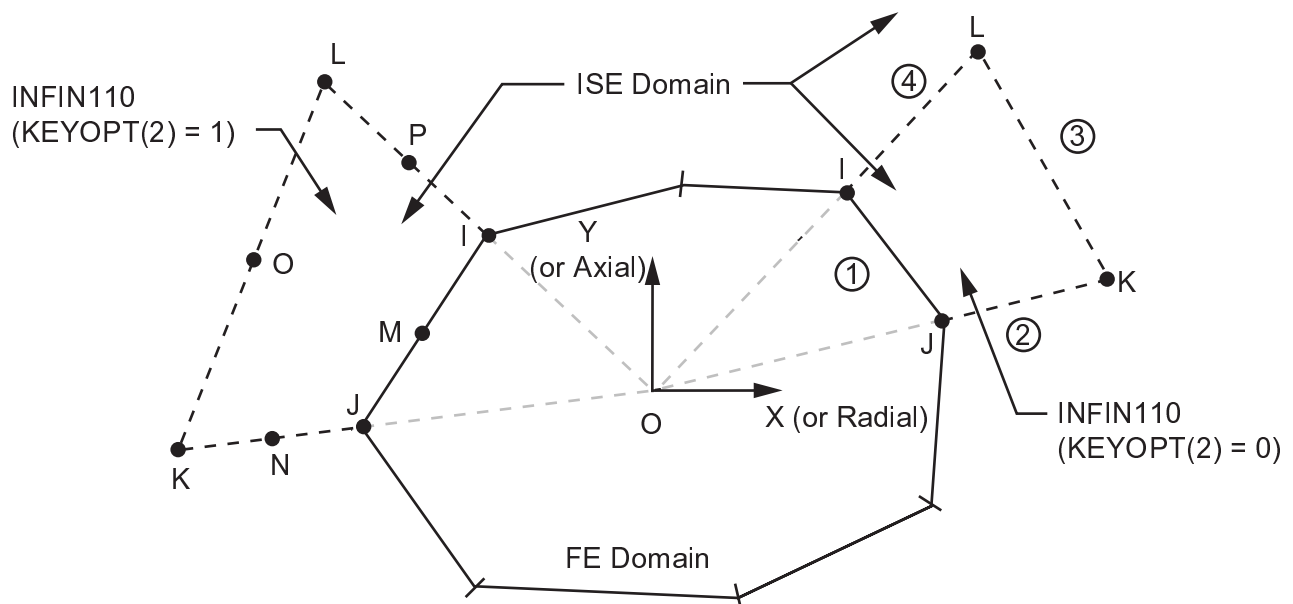 L
L
ISE Domain
④
INFIN110
(KEYOPT(2) = 1)
P
③
I
I
Y
(or Axial)
O
①
K
M
②
J
J
O
X (or Radial)
INFIN110
(KEYOPT(2) = 0)
N
K
FE Domain